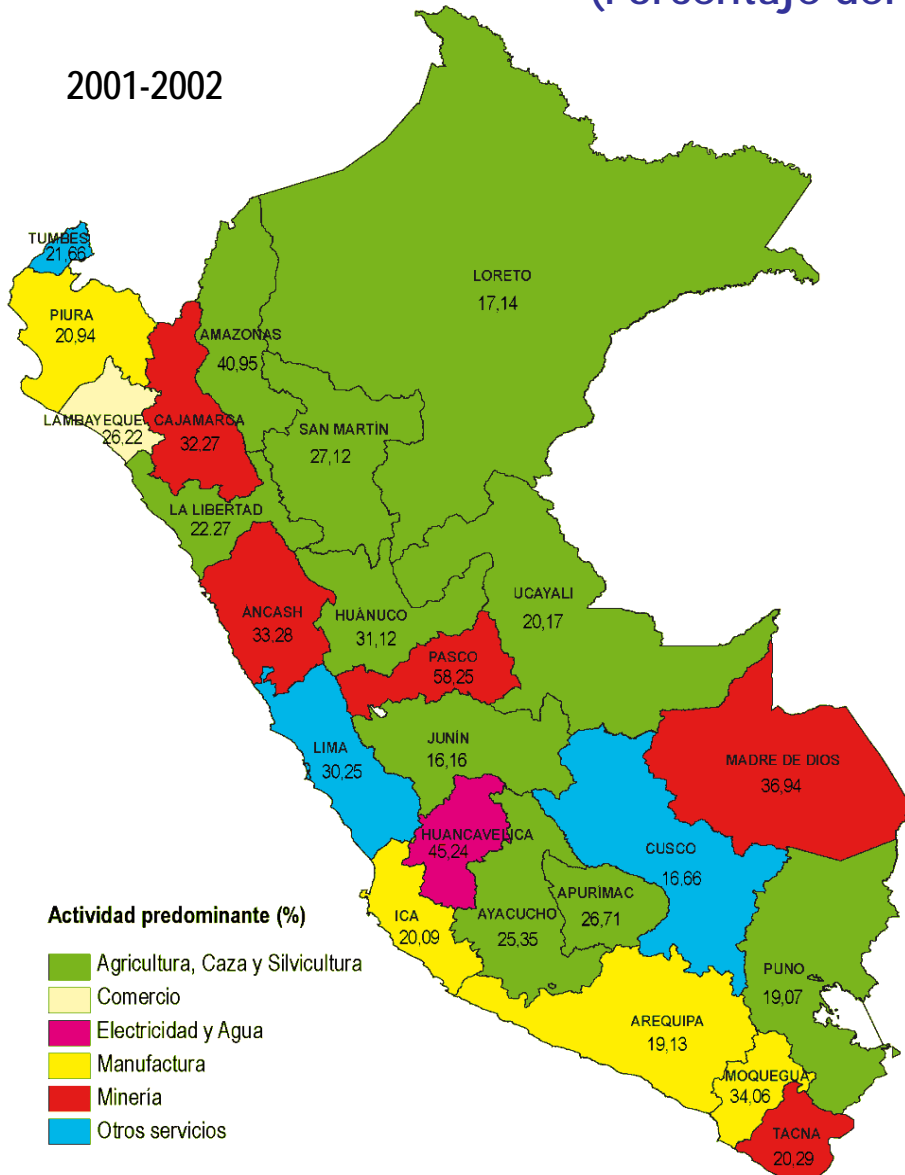 (Porcentaje del
2001-2002
TUMBES
21,66
LORETO
17,14
PIURA
20,94
AMAZONAS
40,95
LAMBAYEQUE
26,22
CAJAMARCA
32,27
SAN MARTÍN
27,12
LA LIBERTAD
22.27
ANCASH
33,28
HUÁNUCO
31,12
UCAYALI
20,17
PASCO
58,25
LIMA
30,25
JUNÍN
16,16
MADRE DE DIOS
36,94
HUANCAVELICA
45,24
CUSCO
16.66
APURÍMAC
26,71
AYACUCHO
25,35
ICA
20,09
PUNO
19,07
AREQUIPA
19,13
MOQUEGUA
34,06
TACNA
20,29
Actividad predominante (%)
Agricultura, Caza y Silvicultura
Comercio
Electricidad y Agua
Manufactura
Minería
Otros servicios